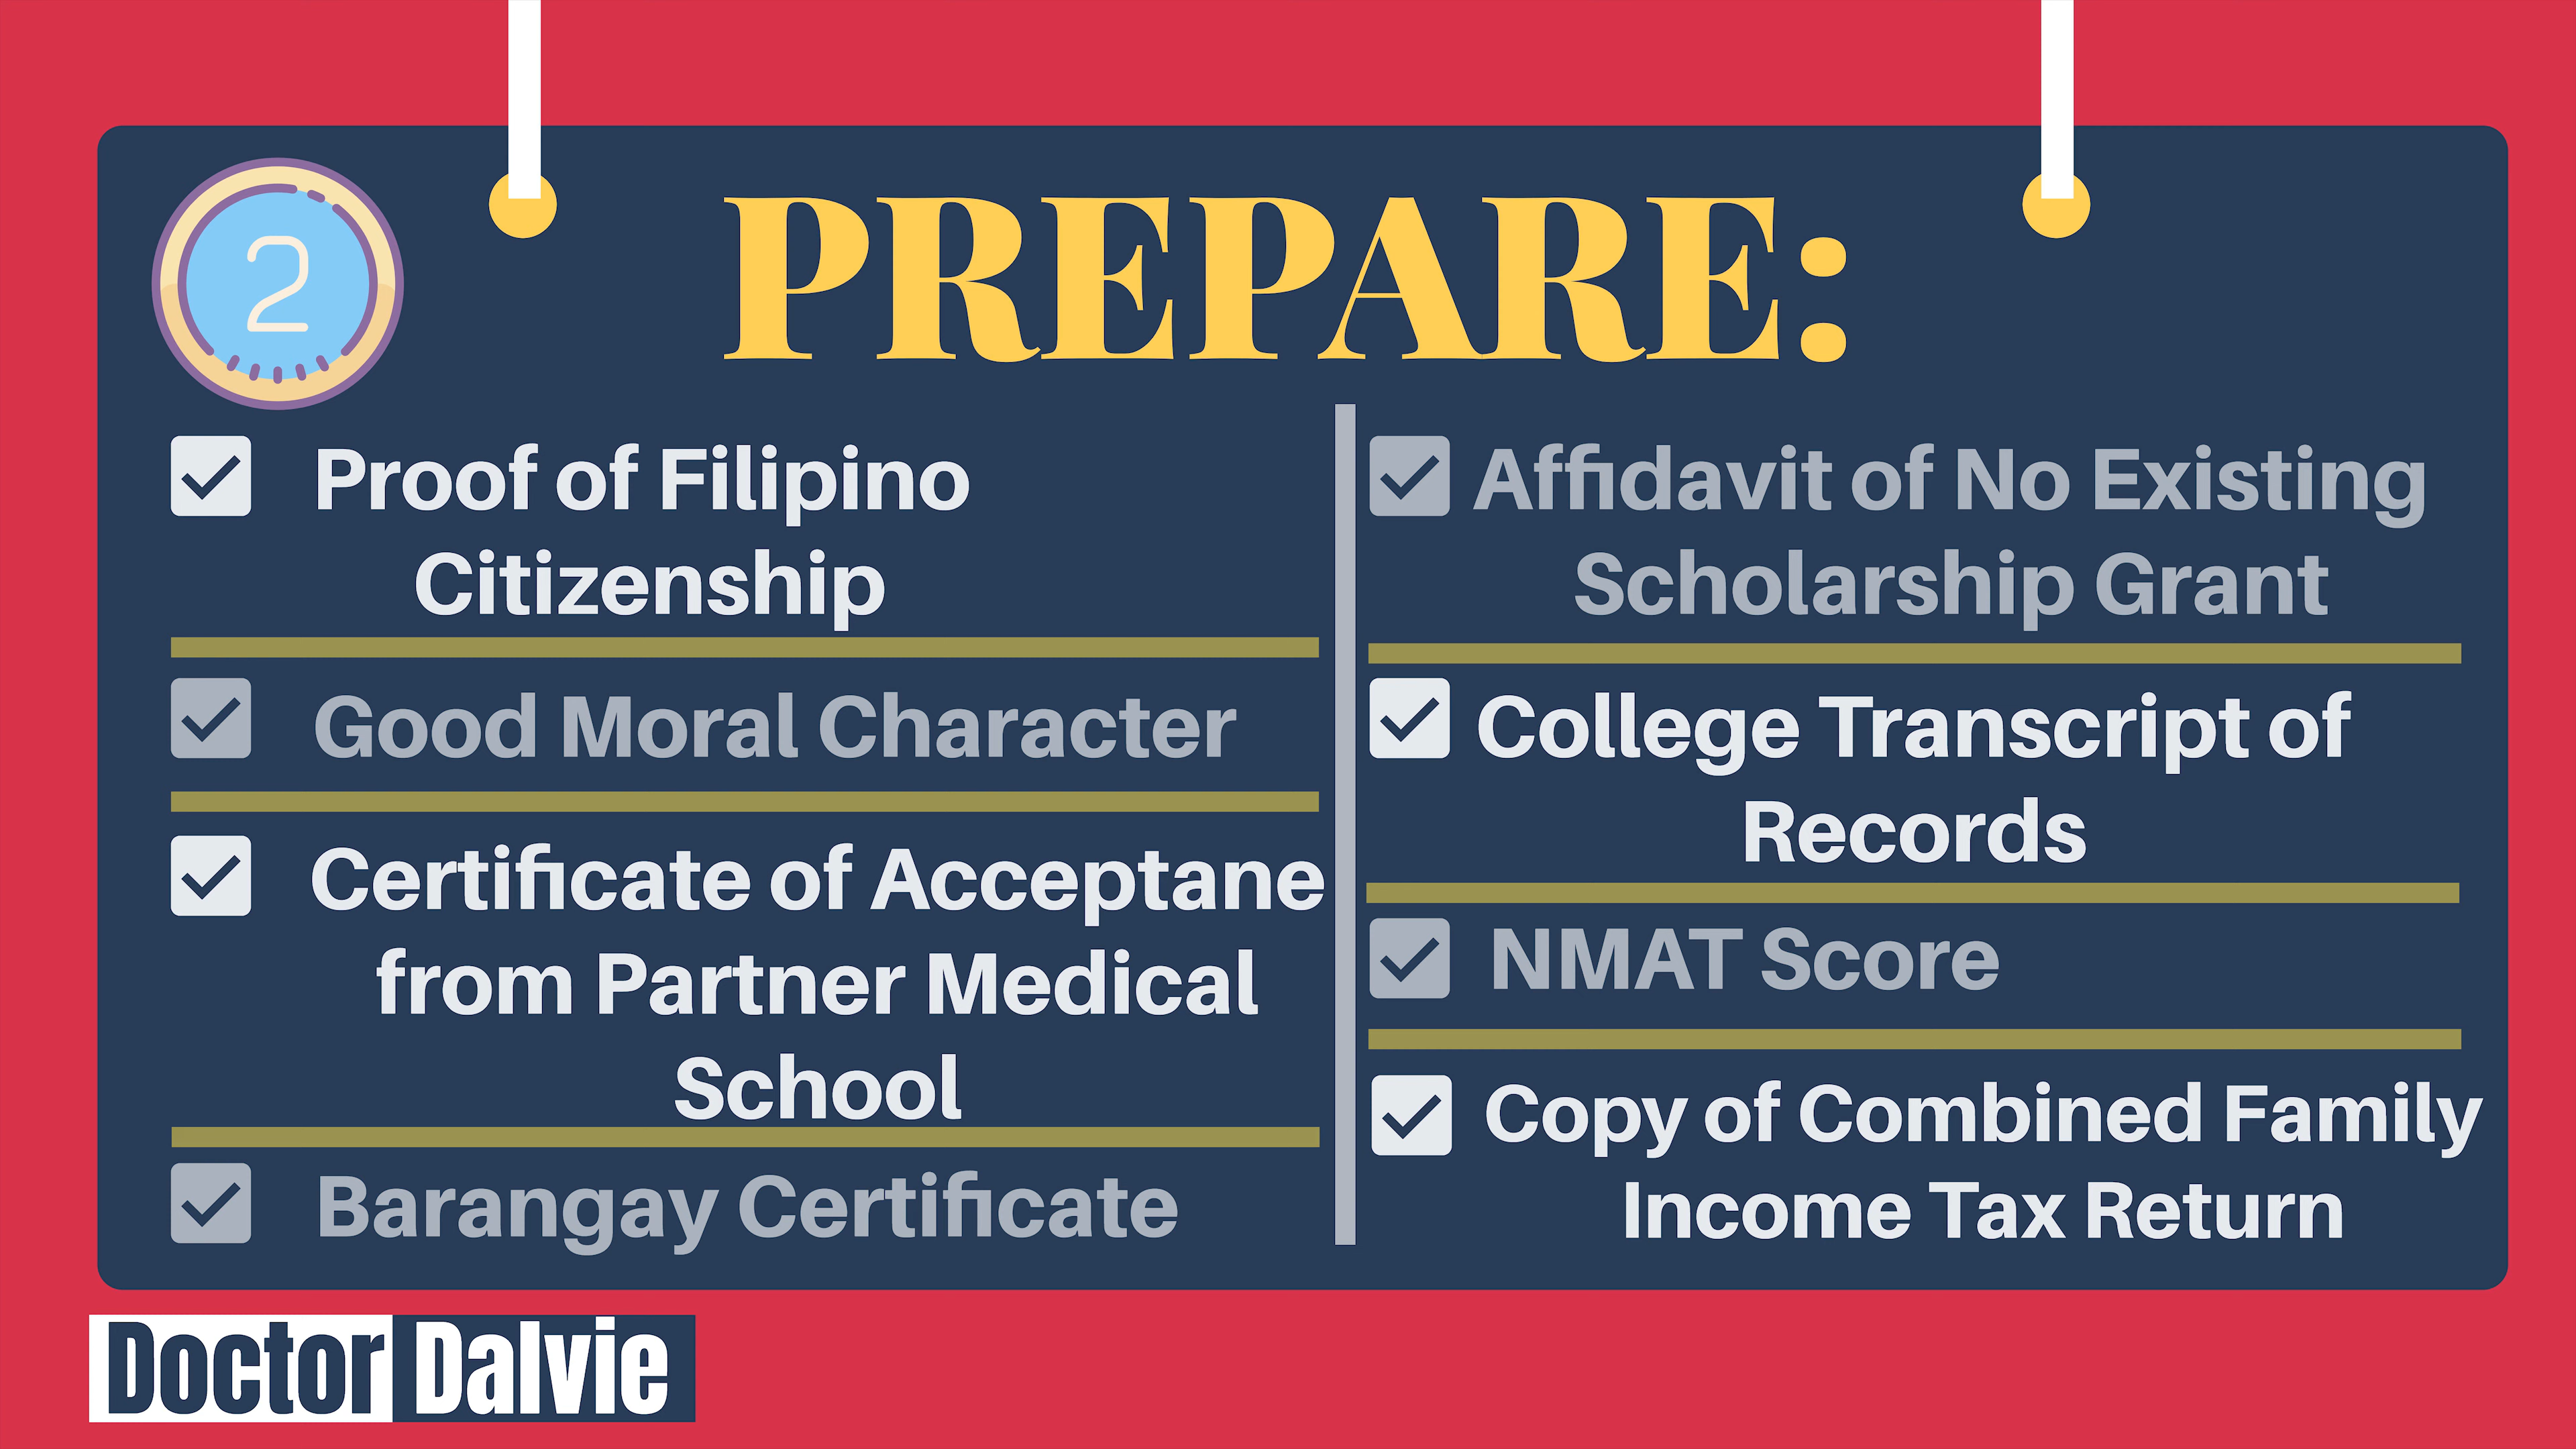 2
PREPARE:
Proof of Filipino
Citizenship
Good Moral Character
Certificate of Acceptane
from Partner Medical
School
Barangay Certificate
Affidavit of No Existing
Scholarship Grant
College Transcript of
Records
NMAT Score
Copy of Combined Family
Income Tax Return
Doctor Dalvie